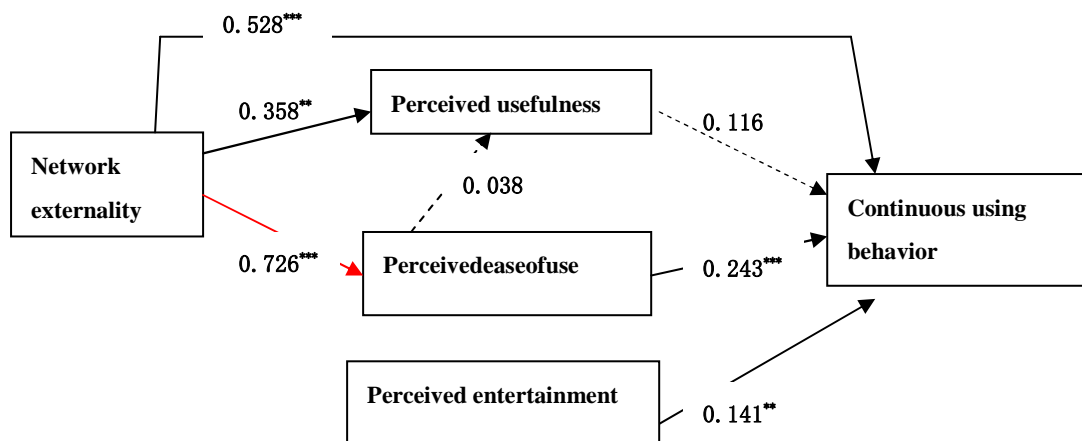 0.528***
0.358**
Perceived usefulness
0.116
Network
externality
0.038
Continuous using
behavior
0.726***
Perceivedeaseofuse
0.243***
Perceived entertainment
0.141**